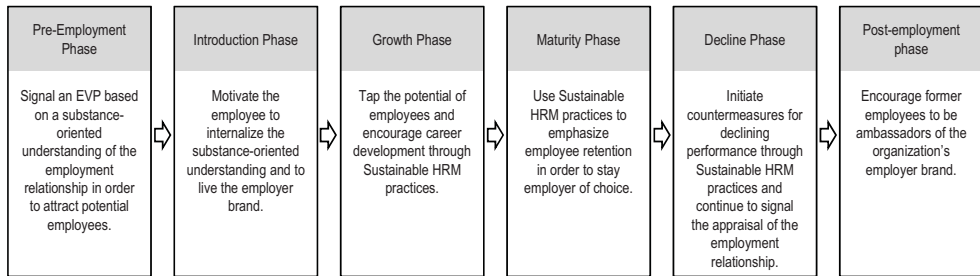 Pre-Employment
Phase
Signal an EVP based
on a substance-
oriented
understanding of the
employment
relationship in order
to attract potential
employees.
Introduction Phase
Motivate the
employee to
internalize the
substance-oriented
understanding and to
live the employer
brand.
Growth Phase
Tap the potential of
employees and
encourage career
development through
Sustainable HRM
practices.
Maturity Phase
Use Sustainable
HRM practices to
emphasize
employee retention
in order to stay
employer of choice.
Decline Phase
Initiate
countermeasures for
declining
performance through
Sustainable HRM
practices and
continue to signal
the appraisal of the
employment
relationship.
Post-employment
phase
Encourage former
employees to be
ambassadors of the
organization's
employer brand.